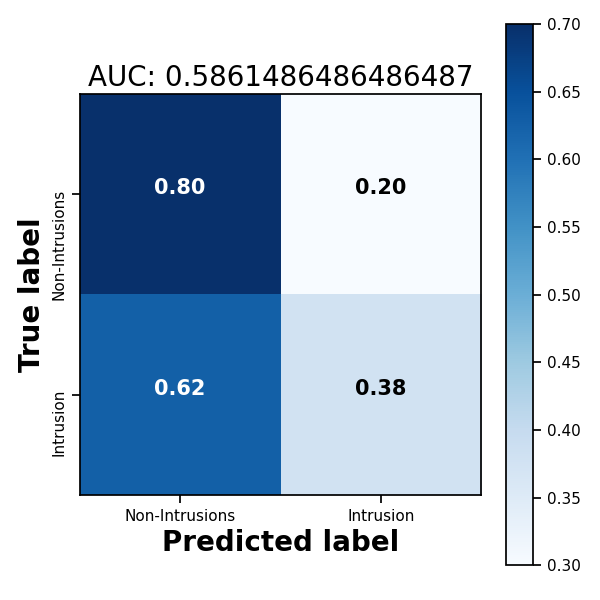 AUC: 0.5861486486486487
True label
Non-Intrusions
Intrusion
0.80
0.20
0.62
0.38
Non-Intrusions
Intrusion
Predicted label
0.70
0.65
0.60
0.55
0.50
0.45
0.40
0.35
0.30